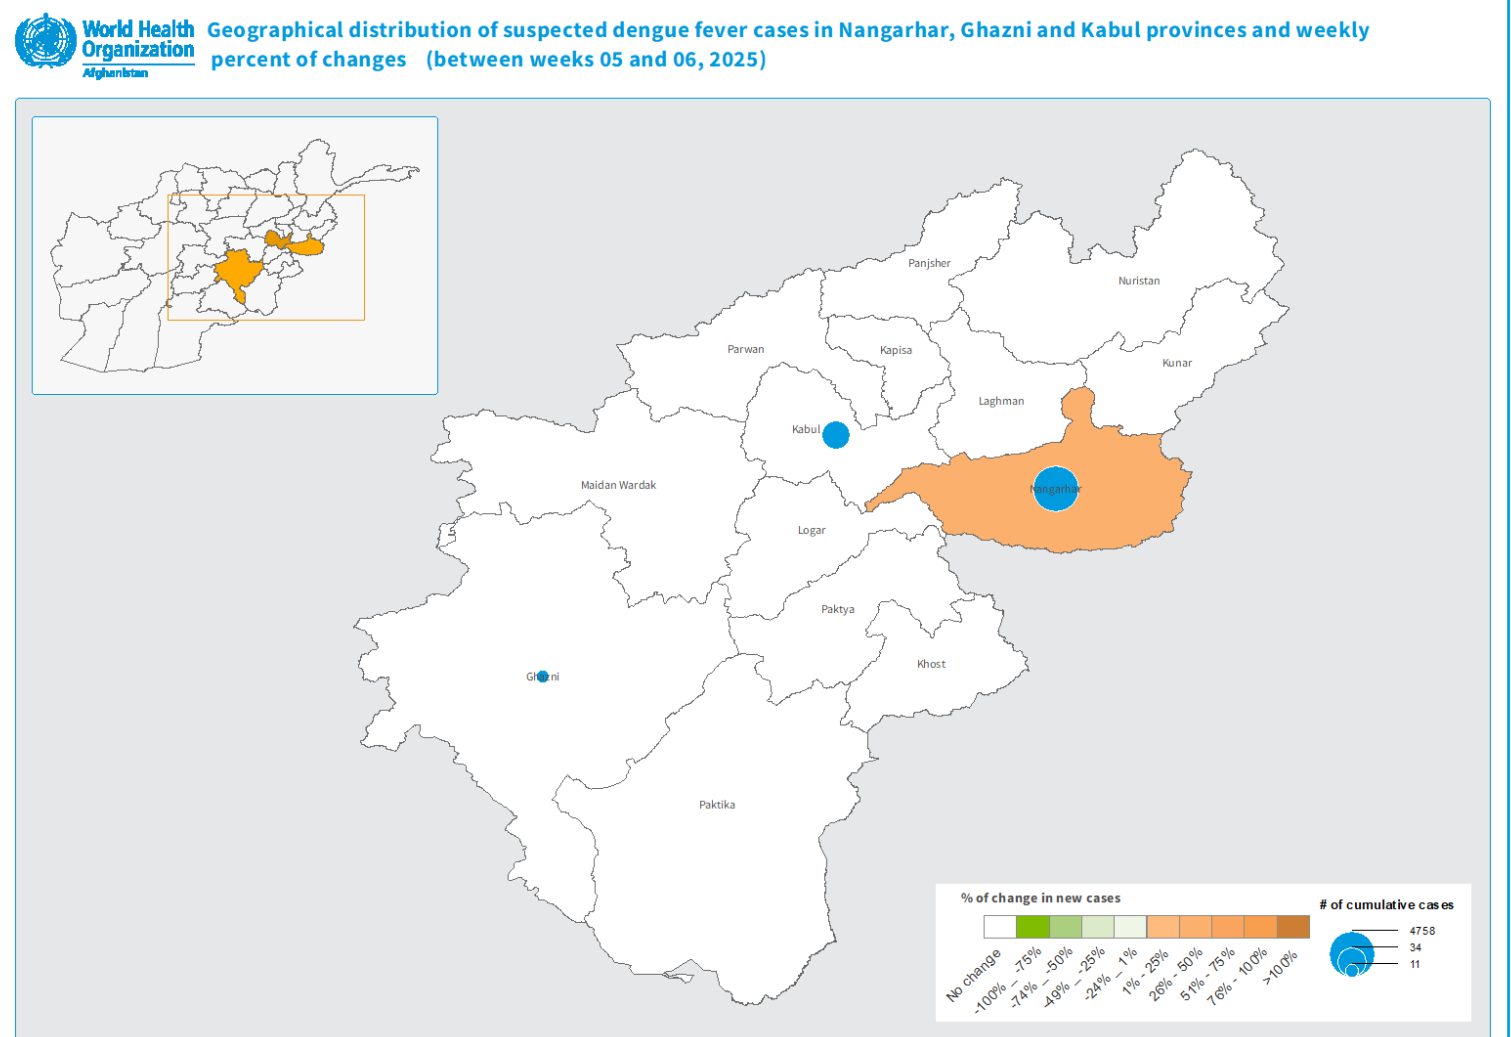 World Health
Organization
Afghanistan
Geographical distribution of suspected dengue fever cases in Nangarhar, Ghazni and Kabul provinces and weekly
percent of changes (between weeks 05 and 06, 2025)
Panjsher
Nuristan
Parwan
Kapisa
Kunar
Laghman
Kabul
Maidan Wardak
Nangarhar
Logar
Paktya
Khost
Ghazni
Paktika
% of change in new cases
No change
-100% _ -75%
-74% _ -50%
-49% _ -25%
-24% _ 1%
1% - 25%
26% - 50%
51% - 75%
76% - 100%
>100%
# of cumulative cases
4758
34
11